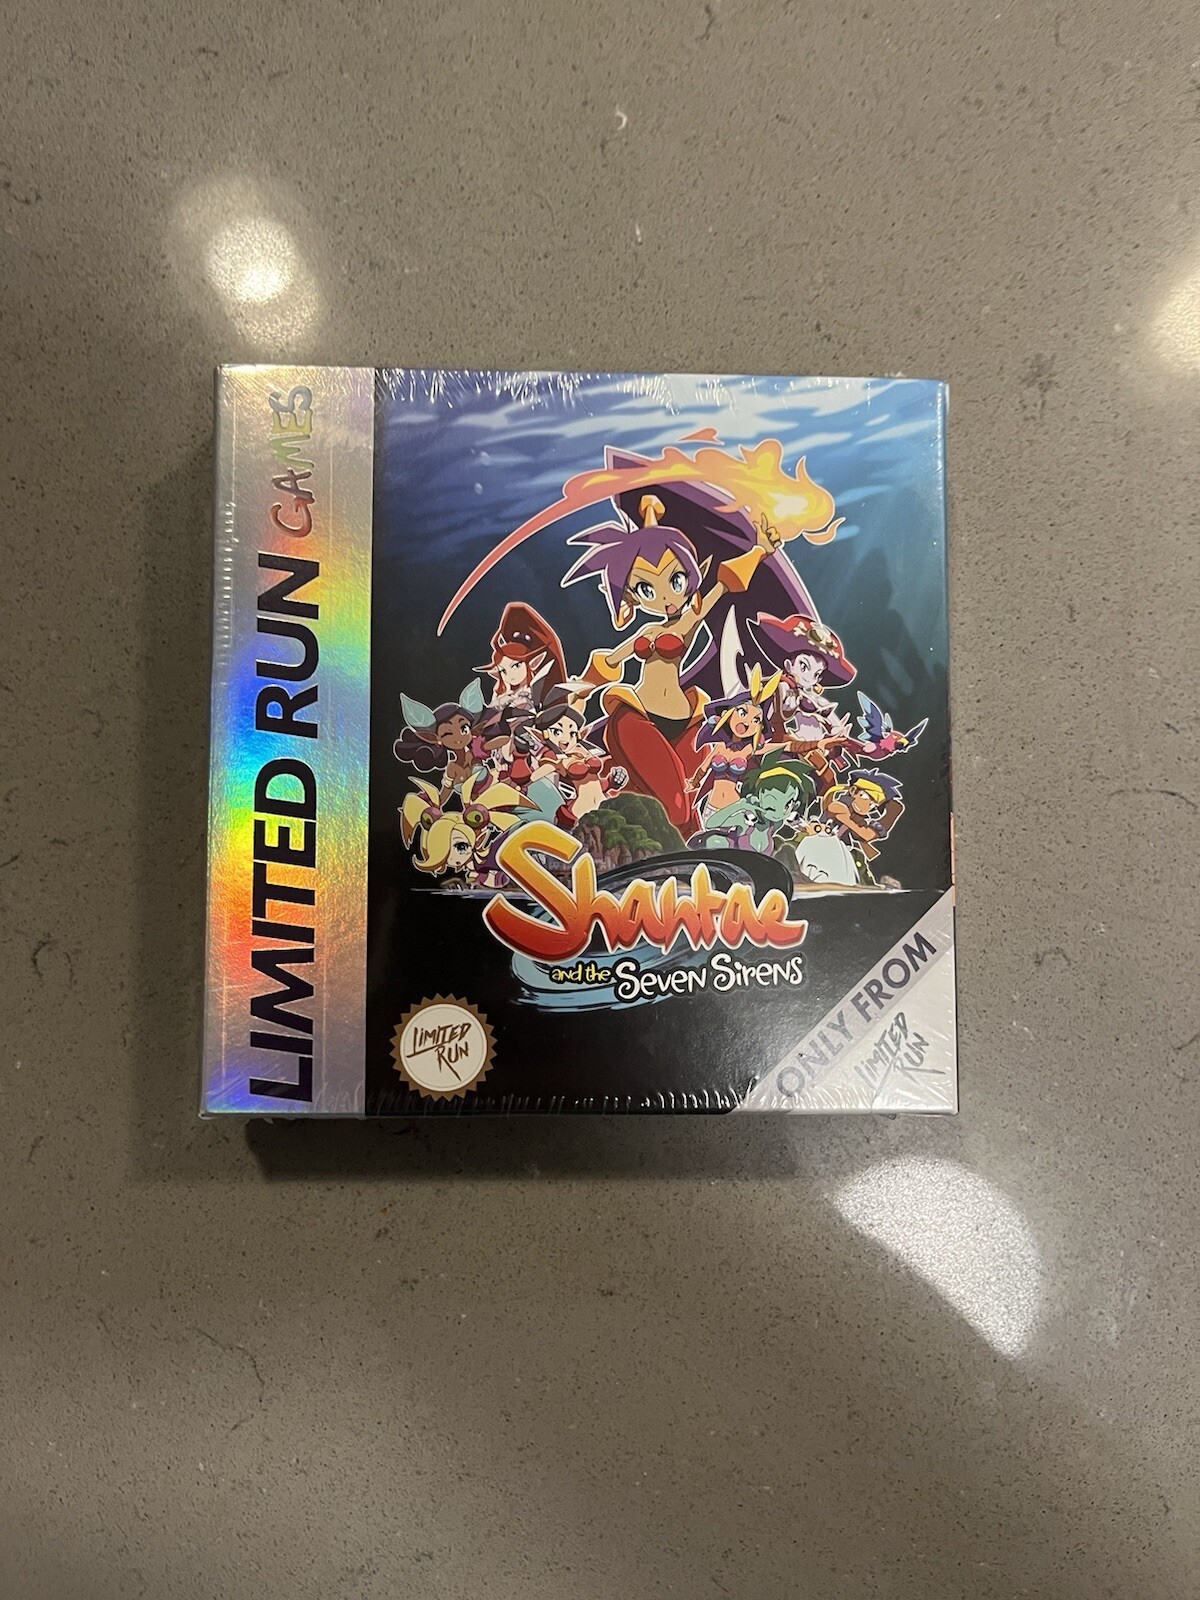 LIMITED RUN GAMES
Shantae
and the Seven Sirens
LIMITED
RUN
ONLY FROM
LIMITED
RUN